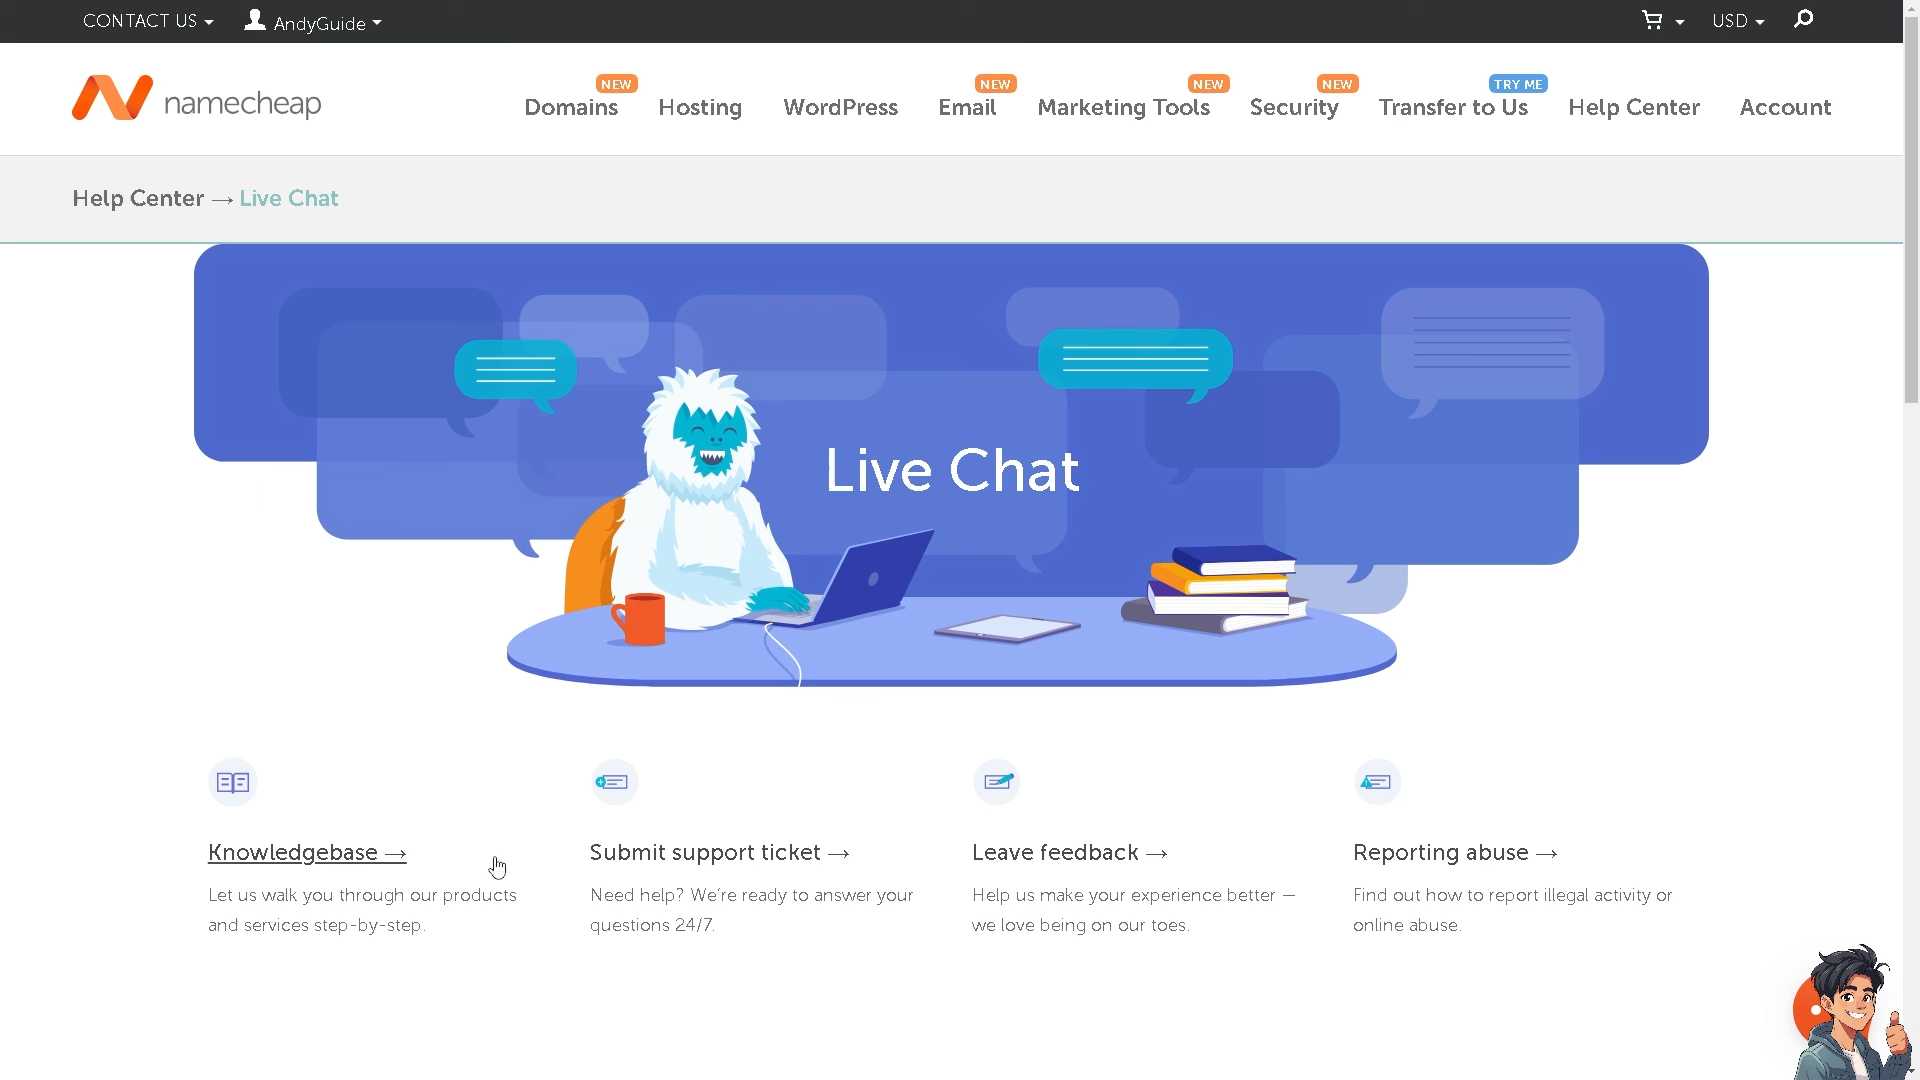 CONTACT US
AndyGuide
USD
namecheap
NEW
NEW
NEW
NEW
TRY ME
Domains
Hosting
WordPress
Email
Marketing Tools
Security
Transfer to Us
Help Center
Account
Help Center → Live Chat
Live Chat
Knowledgebase →
Let us walk you through our products
and services step-by-step.
Submit support ticket →
Need help? We're ready to answer your
questions 24/7.
Leave feedback →
Help us make your experience better —
we love being on our toes.
Reporting abuse →
Find out how to report illegal activity or
online abuse.